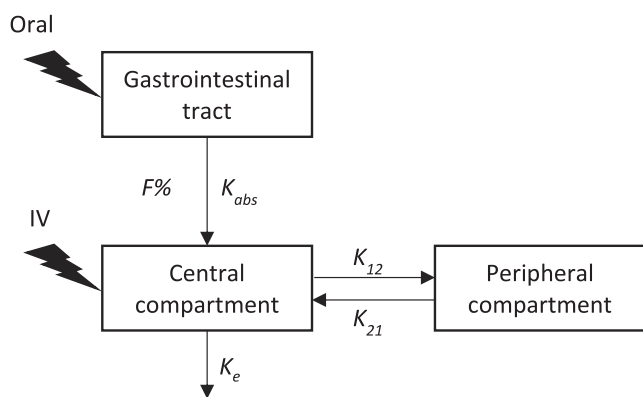 Oral
Gastrointestinal
tract
F%
K_abs
IV
Central
compartment
K_12
Peripheral
compartment
K_21
K_e